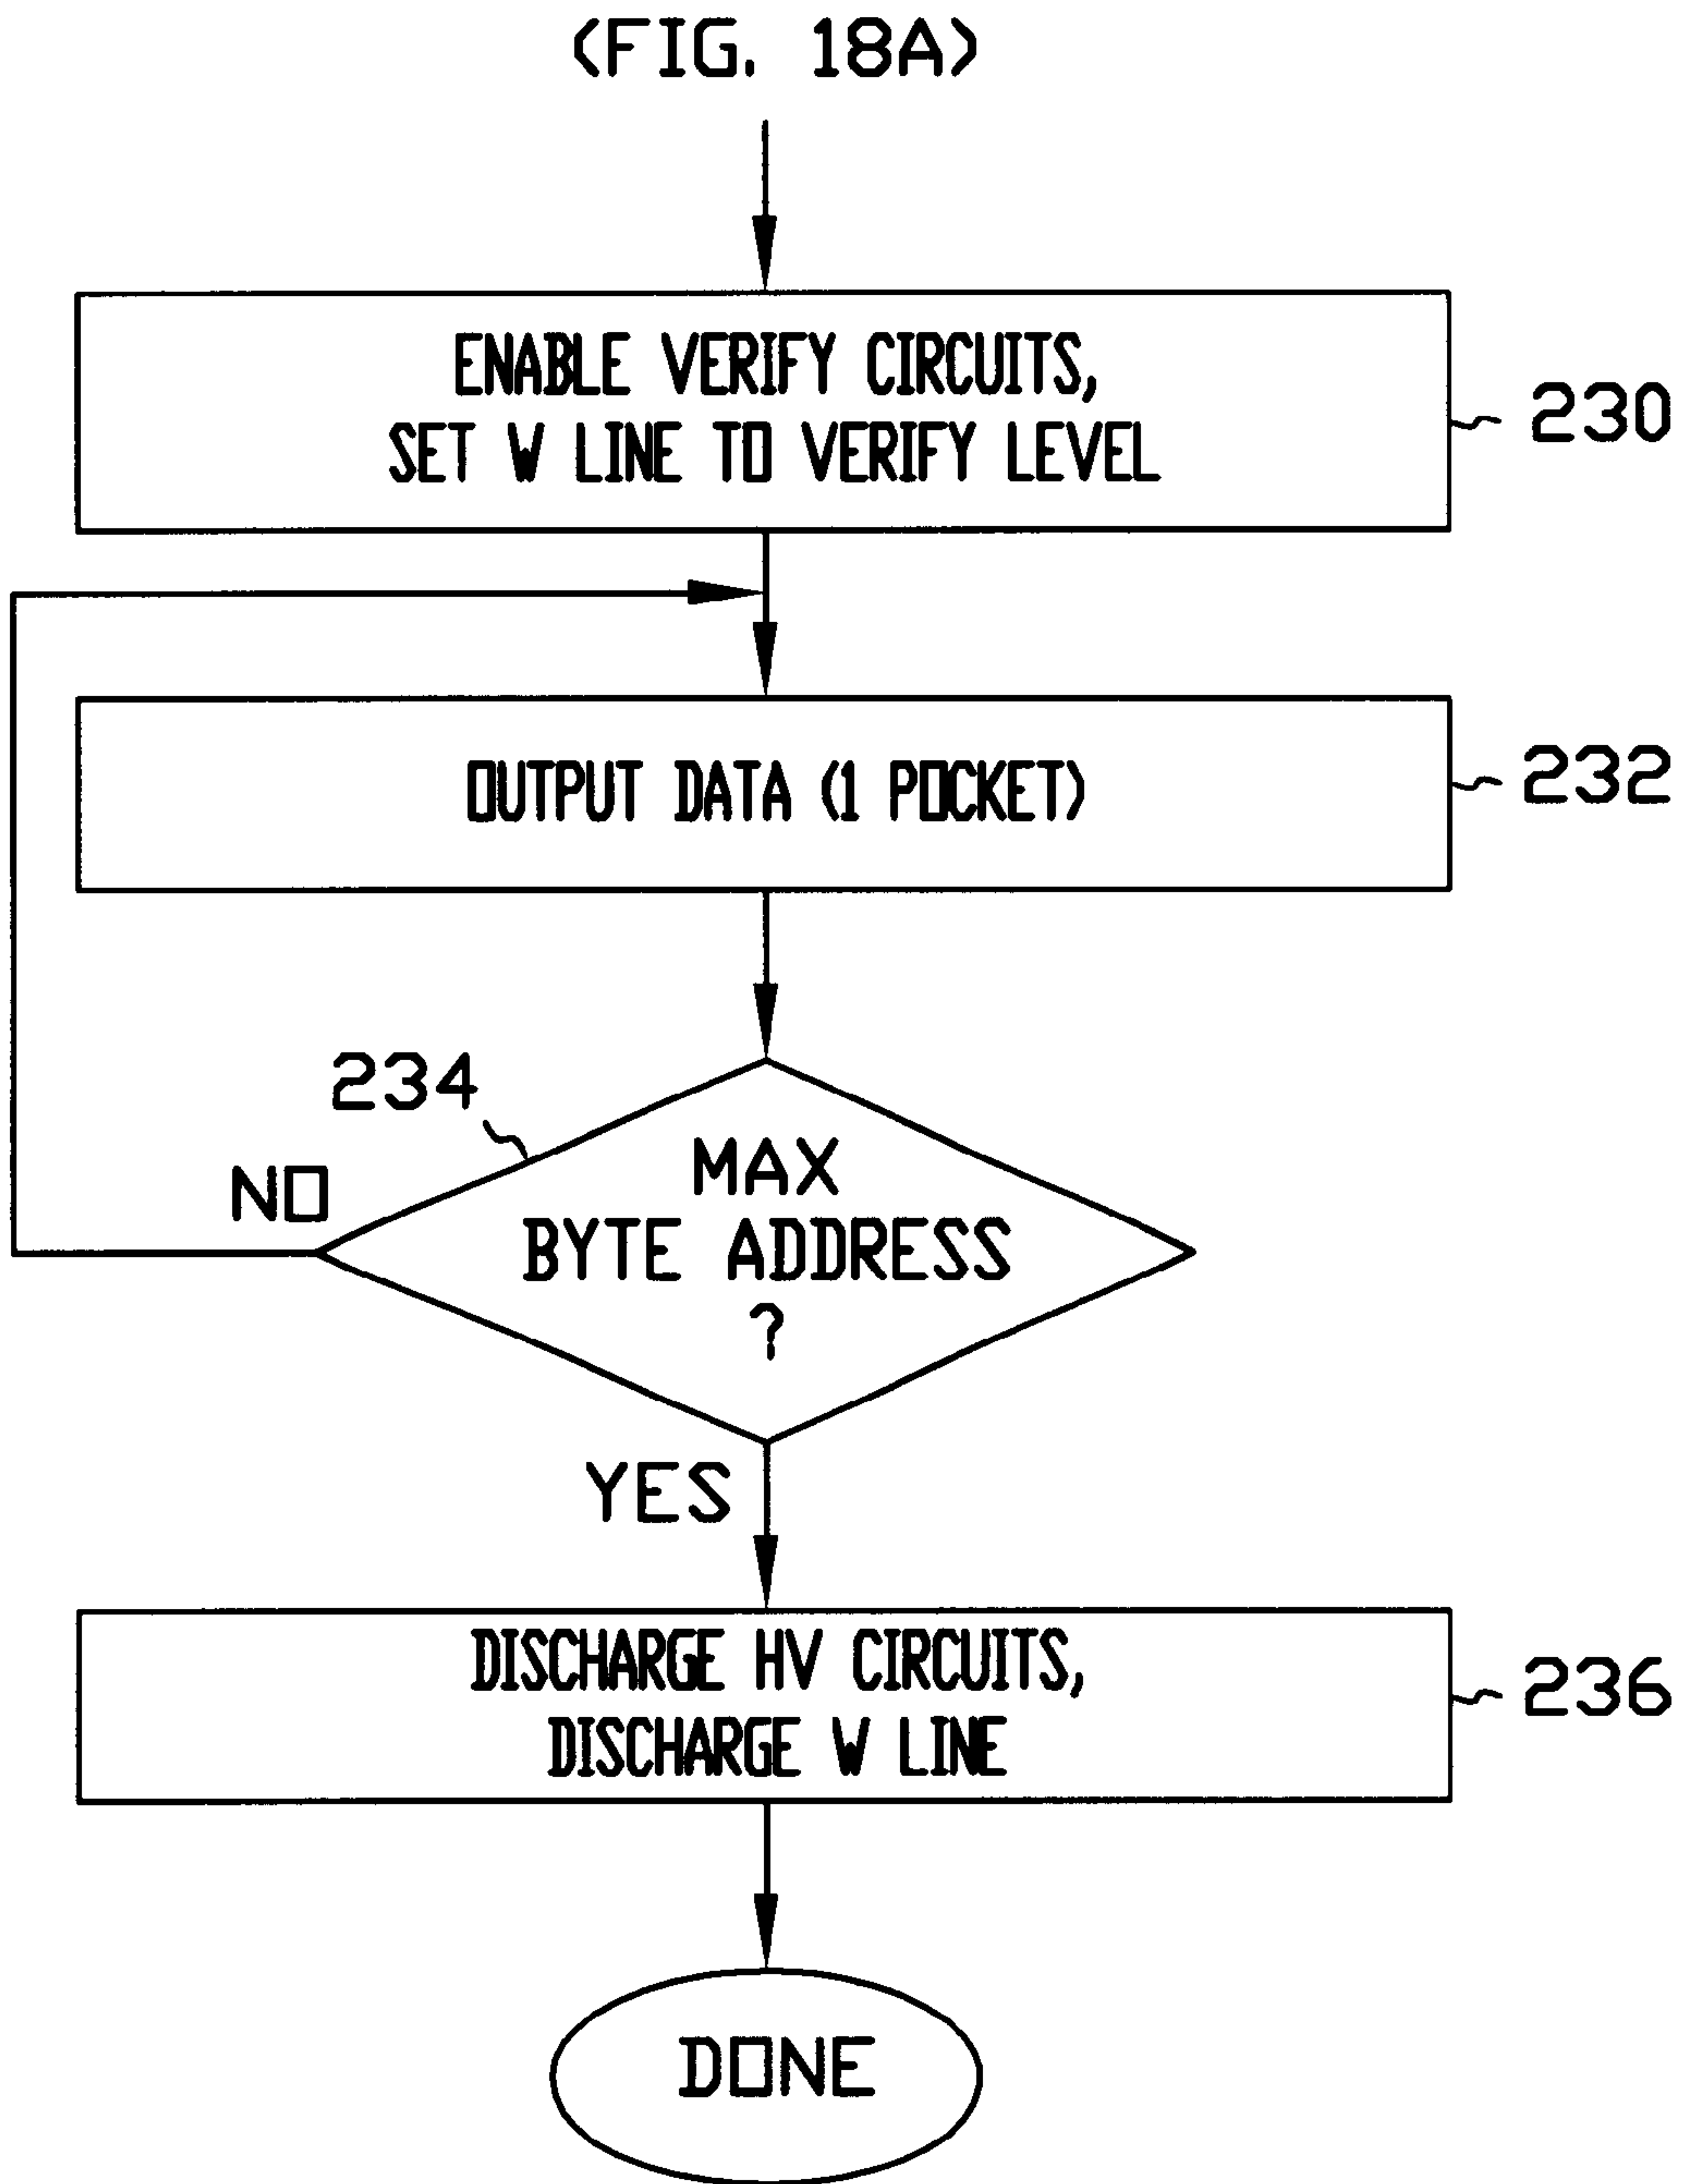 (FIG. 18A)
ENABLE VERIFY CIRCUITS,
SET W LINE TO VERIFY LEVEL
230
OUTPUT DATA (1 POCKET)
232
234
NO
MAX
BYTE ADDRESS
?
YES
DISCHARGE HV CIRCUITS,
DISCHARGE W LINE
236
DONE